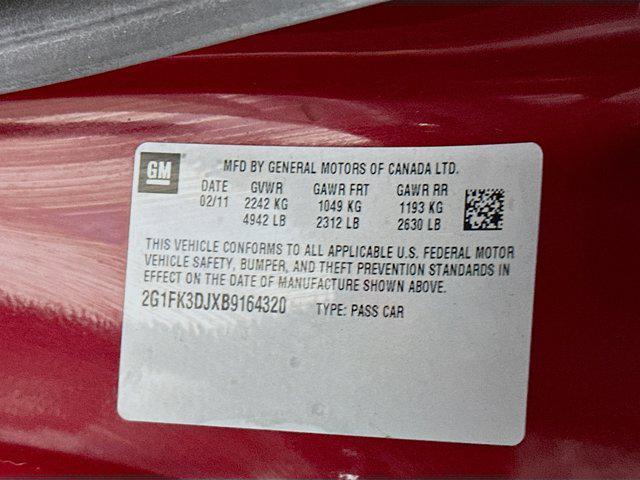 GM
MFD BY GENERAL MOTORS OF CANADA LTD.
DATE GVWR GAWR FRT GAWR RR
02/11 2242 KG 1049 KG 1193 KG
4942 LB 2312 LB 2630 LB
THIS VEHICLE CONFORMS TO ALL APPLICABLE U.S. FEDERAL MOTOR
VEHICLE SAFETY, BUMPER, AND THEFT PREVENTION STANDARDS IN
EFFECT ON THE DATE OF MANUFACTURE SHOWN ABOVE.
2G1FK3DJXB9164320 TYPE: PASS CAR